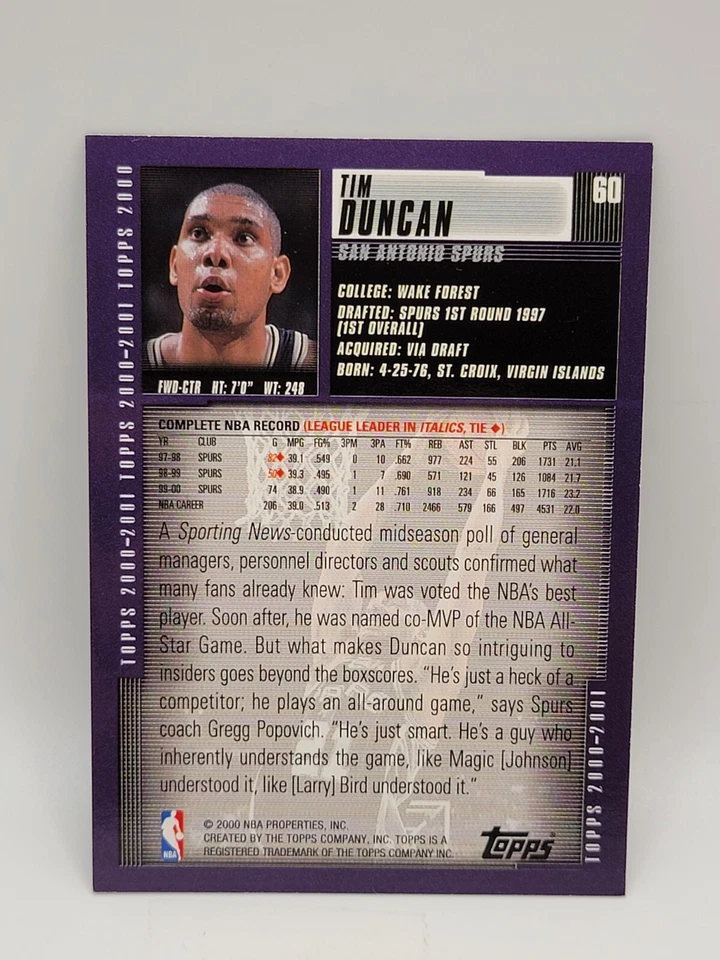 TOPPS 2000-2001 TOPPS 2000-2001 TOPPS 2000
TIM
DUNCAN
60
SAN ANTONIO SPURS
COLLEGE: WAKE FOREST
DRAFTED: SPURS 1ST ROUND 1997
(1ST OVERALL)
ACQUIRED: VIA DRAFT
BORN: 4-25-76, ST. CROIX, VIRGIN ISLANDS
FWD-CTR HT: 7'0" WT: 248
COMPLETE NBA RECORD (LEAGUE LEADER IN ITALICS, TIE ♦)
YR CLUB G MPG FG% 3PM 3PA FT% REB AST STL BLK PTS AVG
97-98 SPURS 82♦ 39.1 .549 0 10 .662 977 224 55 206 1731 21.1
98-99 SPURS 50♦ 39.3 .495 1 7 .690 571 121 45 126 1084 21.7
99-00 SPURS 74 38.9 .490 1 11 .761 918 234 66 165 1716 23.2
NBA CAREER 206 39.0 .513 2 28 .710 2466 579 166 497 4531 22.0
A Sporting News-conducted midseason poll of general
managers, personnel directors and scouts confirmed what
many fans already knew: Tim was voted the NBA's best
player. Soon after, he was named co-MVP of the NBA All-
Star Game. But what makes Duncan so intriguing to
insiders goes beyond the boxscores. "He's just a heck of a
competitor; he plays an all-around game," says Spurs
coach Gregg Popovich. "He's just smart. He's a guy who
inherently understands the game, like Magic [Johnson]
understood it, like [Larry] Bird understood it."
TOPPS 2000-2001
NBA
© 2000 NBA PROPERTIES, INC.
CREATED BY THE TOPPS COMPANY, INC. TOPPS IS A
REGISTERED TRADEMARK OF THE TOPPS COMPANY INC.
Topps